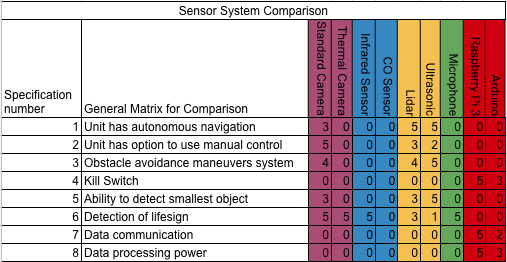 Sensor System Comparison
Specification number General Matrix for Comparison Standard Camera Thermal Camera Infrared Sensor CO Sensor Lidar Ultrasonic Microphone Raspberry Pi 3 Arduino
1 Unit has autonomous navigation 3 0 0 0 5 5 0 0 0
2 Unit has option to use manual control 5 0 0 0 3 2 0 0 0
3 Obstacle avoidance maneuvers system 4 0 0 0 4 5 0 0 0
4 Kill Switch 0 0 0 0 0 0 0 5 3
5 Ability to detect smallest object 3 0 0 0 3 5 0 0 0
6 Detection of lifesign 5 5 5 0 3 1 5 0 0
7 Data communication 0 0 0 0 0 0 0 5 2
8 Data processing power 0 0 0 0 0 0 0 5 3